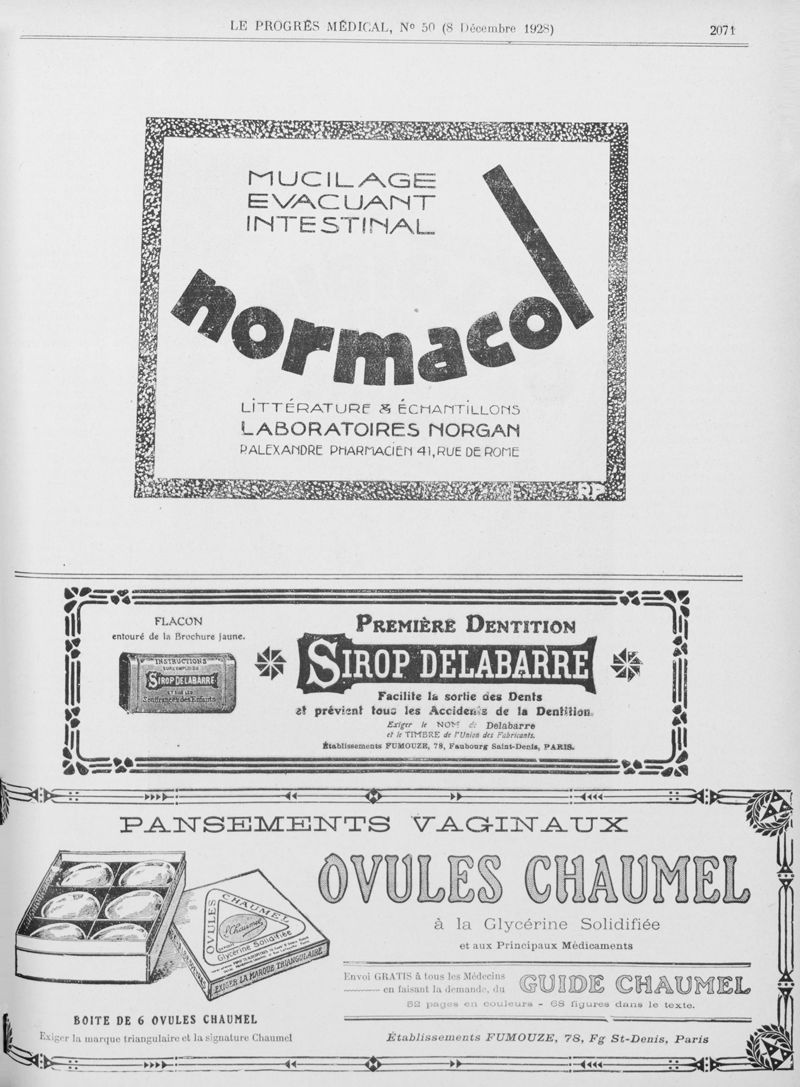 LE PROGRÈS MÉDICAL, Nº 50 (8 Décembre 1928)
2071
MUCILAGE
EVACUANT
INTESTINAL
normacol
LITTÉRATURE & ÉCHANTILLONS
LABORATOIRES NORGAN
P.ALEXANDRE PHARMACIEN 41, RUE DE ROME
RP
FLACON
entouré de la Brochure jaune.
INSTRUCTIONS
SIROP DELABARRE
Souffrances des Enfants
PREMIÈRE DENTITION
SIROP DELABARRE
Facilite la sortie des Dents
et prévient tous les Accidents de la Dentition.
Exiger le NOM de Delabarre
et le TIMBRE de l'Union des Fabricants.
Établissements FUMOUZE, 78, Faubourg Saint-Denis, PARIS.
PANSEMENTS VAGINAUX
OVULES CHAUMEL
à la Glycérine Solidifiée
et aux Principaux Médicaments
OVULES CHAUMEL
Glycérine Solidifiée
EXIGER LA MARQUE TRIANGULAIRE
Envoi GRATIS à tous les Médecins
en faisant la demande, du
GUIDE CHAUMEL
52 pages en couleurs - 68 figures dans le texte.
BOITE DE 6 OVULES CHAUMEL
Exiger la marque triangulaire et la signature Chaumel
Établissements FUMOUZE, 78, Fg St-Denis, Paris